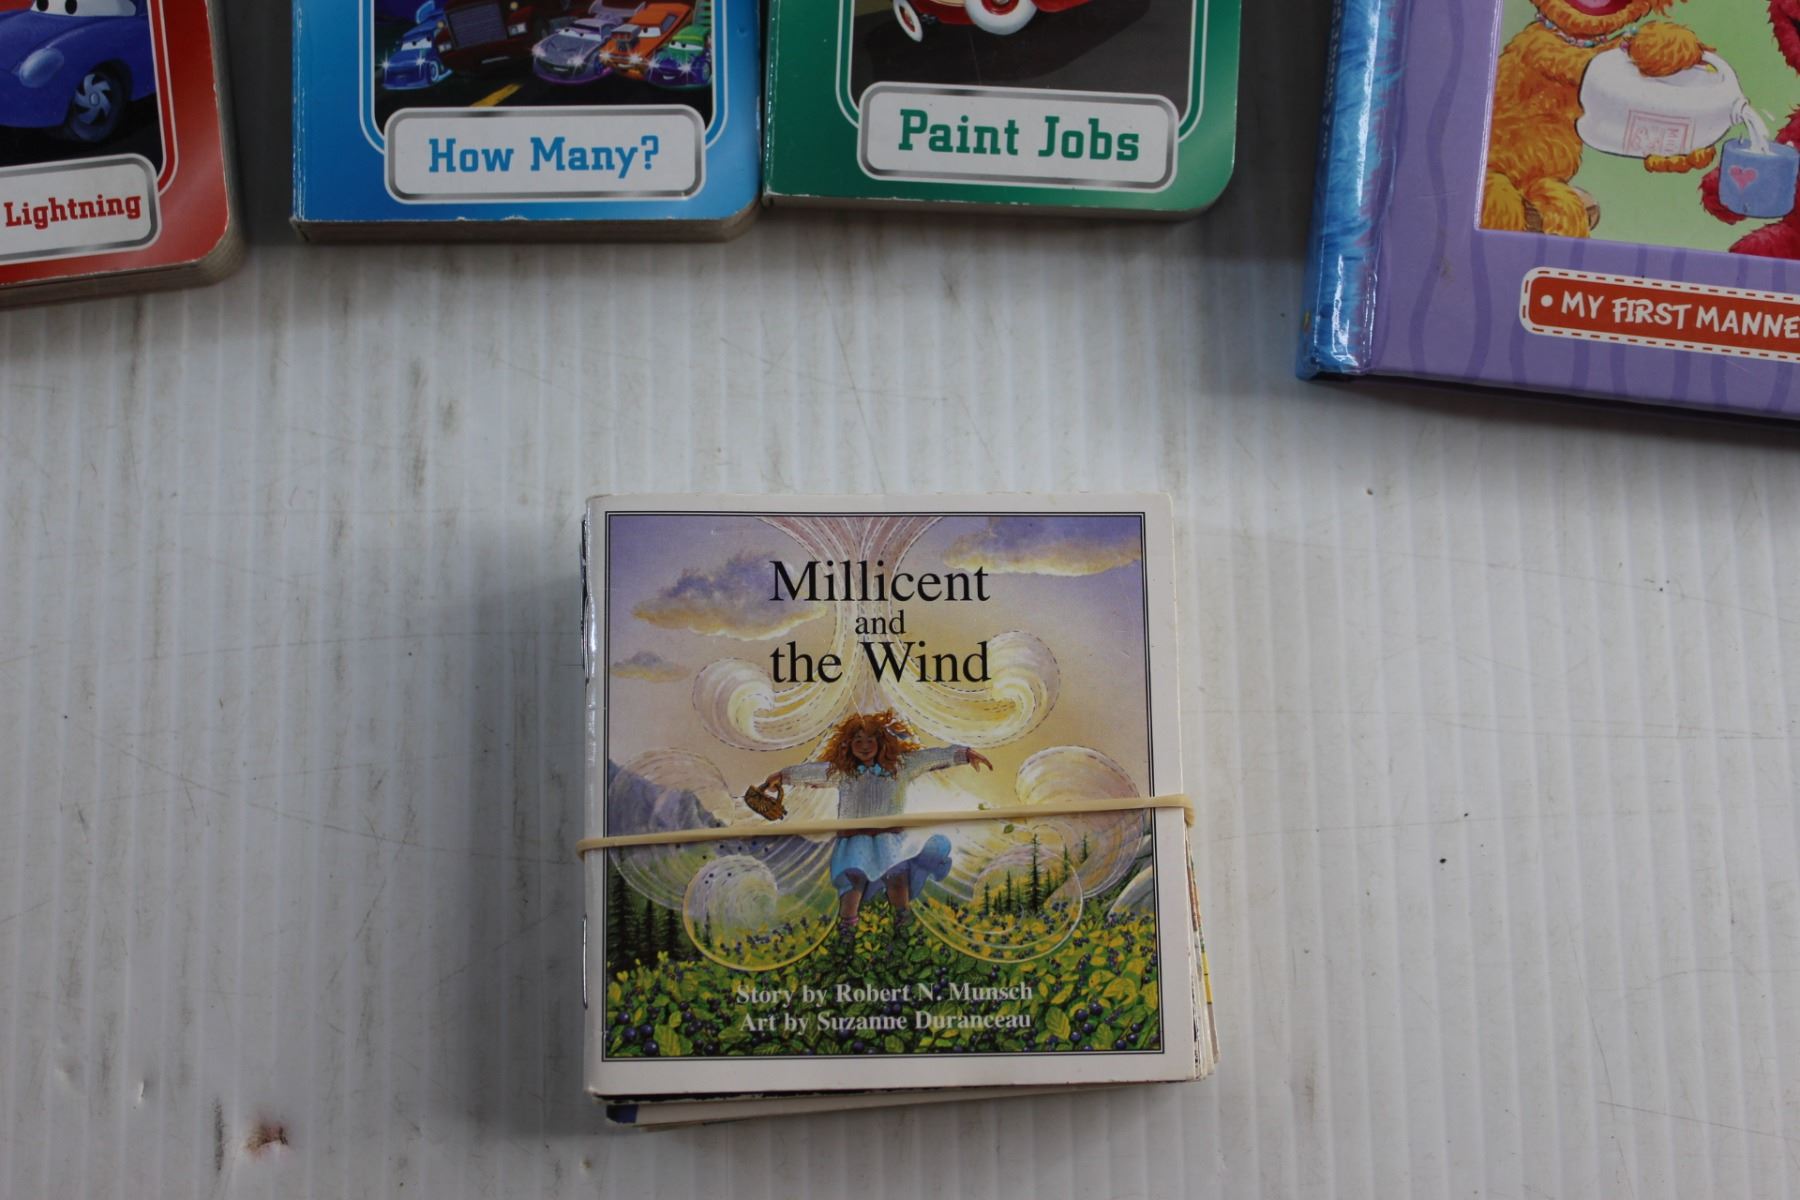 Lightning
How Many?
Paint Jobs
• MY FIRST MANNE
Millicent
and
the Wind
Story by Robert N. Munsch
Art by Suzanne Duranceau